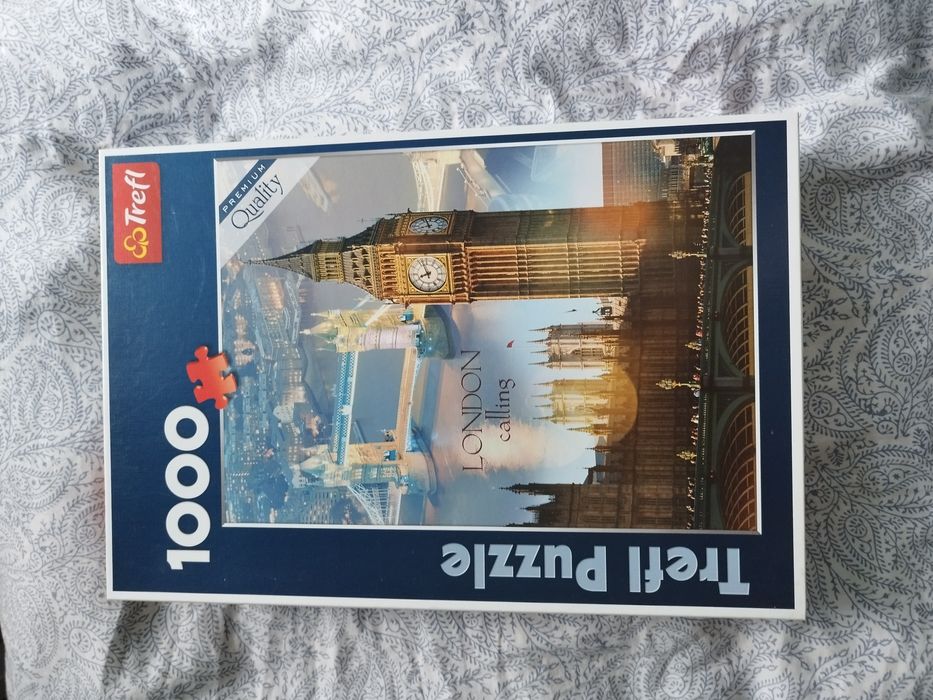 1000
Trefl
PREMIUM
Quality
LONDON
calling
Trefl Puzzle